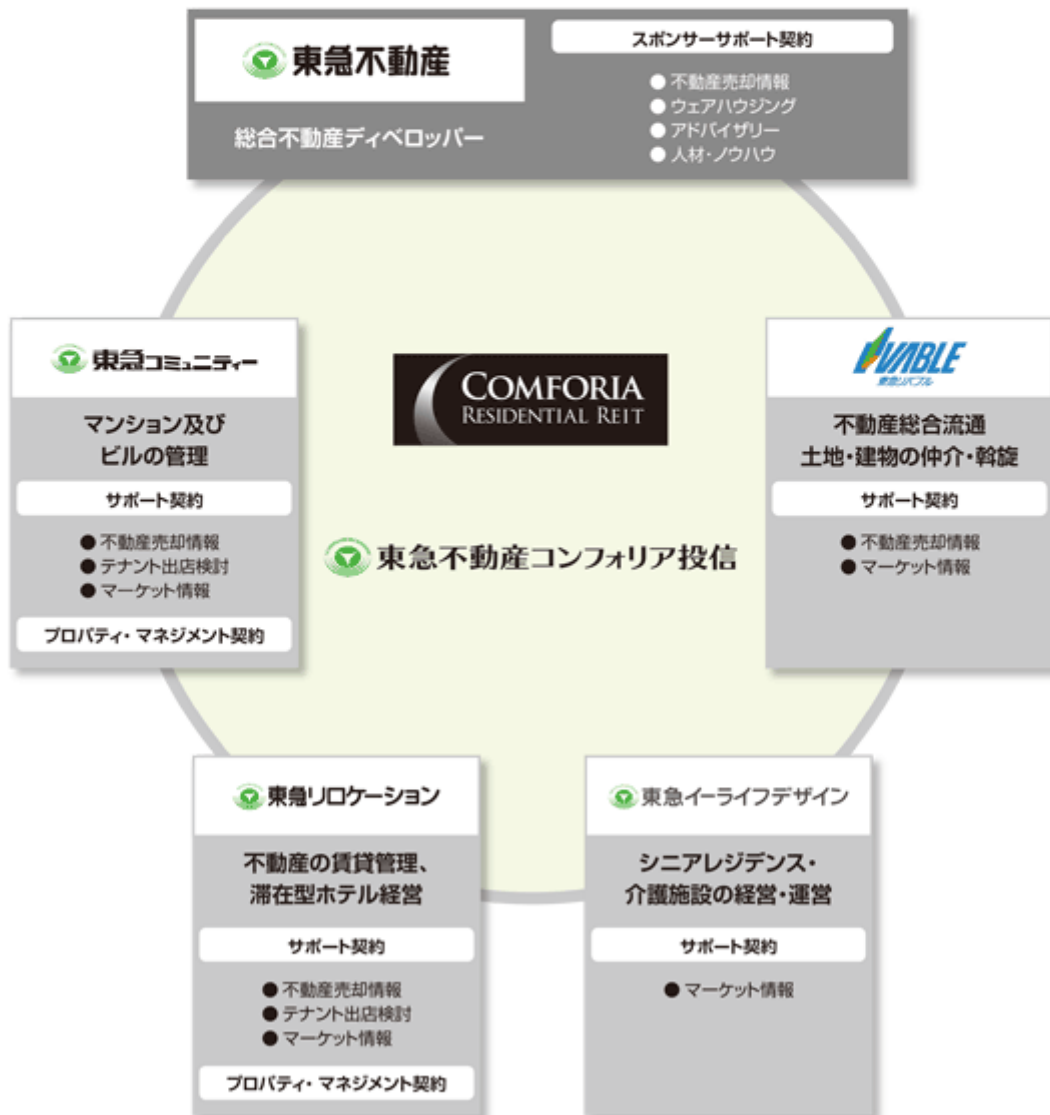 東急不動産
総合不動産ディベロッパー
スポンサーサポート契約
● 不動産売却情報
● ウェアハウジング
● アドバイザリー
● 人材・ノウハウ
東急コミュニティー
マンション及び
ビルの管理
サポート契約
● 不動産売却情報
● テナント出店検討
● マーケット情報
プロパティ・マネジメント契約
COMFORIA
RESIDENTIAL REIT
東急不動産コンフォリア投信
LIVABLE
東急リバブル
不動産総合流通
土地・建物の仲介・斡旋
サポート契約
● 不動産売却情報
● マーケット情報
東急リロケーション
不動産の賃貸管理、
滞在型ホテル経営
サポート契約
● 不動産売却情報
● テナント出店検討
● マーケット情報
プロパティ・マネジメント契約
東急イーライフデザイン
シニアレジデンス・
介護施設の経営・運営
サポート契約
● マーケット情報